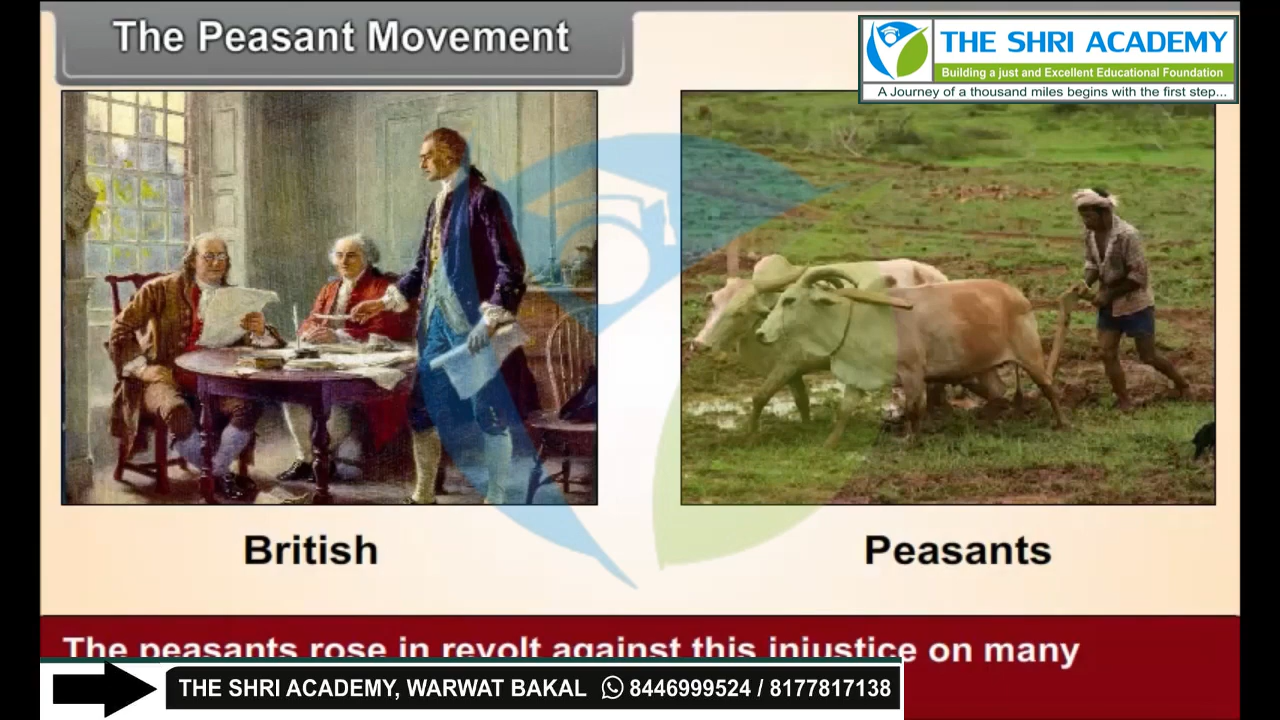 The Peasant Movement
THE SHRI ACADEMY
Building a just and Excellent Educational Foundation
A Journey of a thousand miles begins with the first step...
British
Peasants
The peasants rose in revolt against this injustice on many
THE SHRI ACADEMY, WARWAT BAKAL 8446999524 / 8177817138